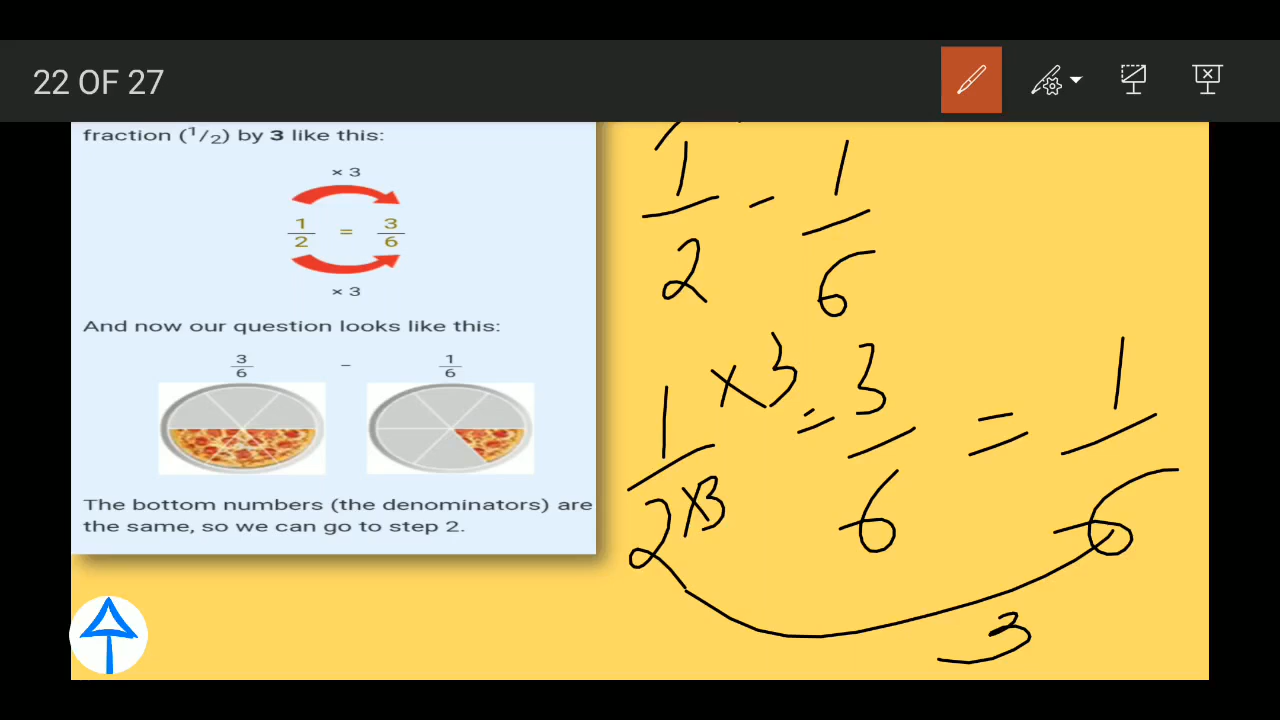 22 OF 27
fraction (1/2) by 3 like this:
× 3
1/2 = 3/6
× 3
And now our question looks like this:
3/6 - 1/6
The bottom numbers (the denominators) are
the same, so we can go to step 2.
1/2 - 1/6
1×3/2×3 = 3/6 = 1/6
3